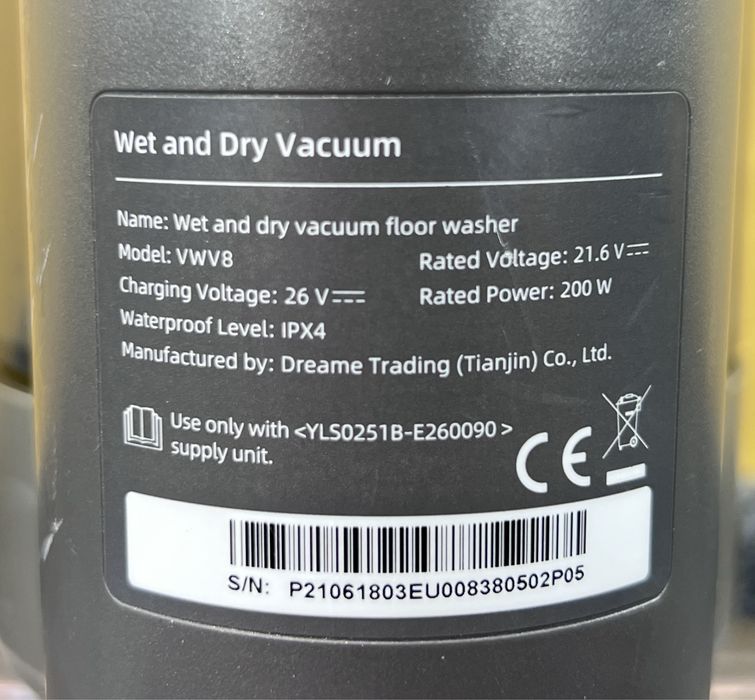 Wet and Dry Vacuum
Name: Wet and dry vacuum floor washer
Model: VWV8
Rated Voltage: 21.6 V⎓
Charging Voltage: 26 V⎓
Rated Power: 200 W
Waterproof Level: IPX4
Manufactured by: Dreame Trading (Tianjin) Co., Ltd.
Use only with <YLS0251B-E260090 >
supply unit.
CE
S/N: P21061803EU008380502P05